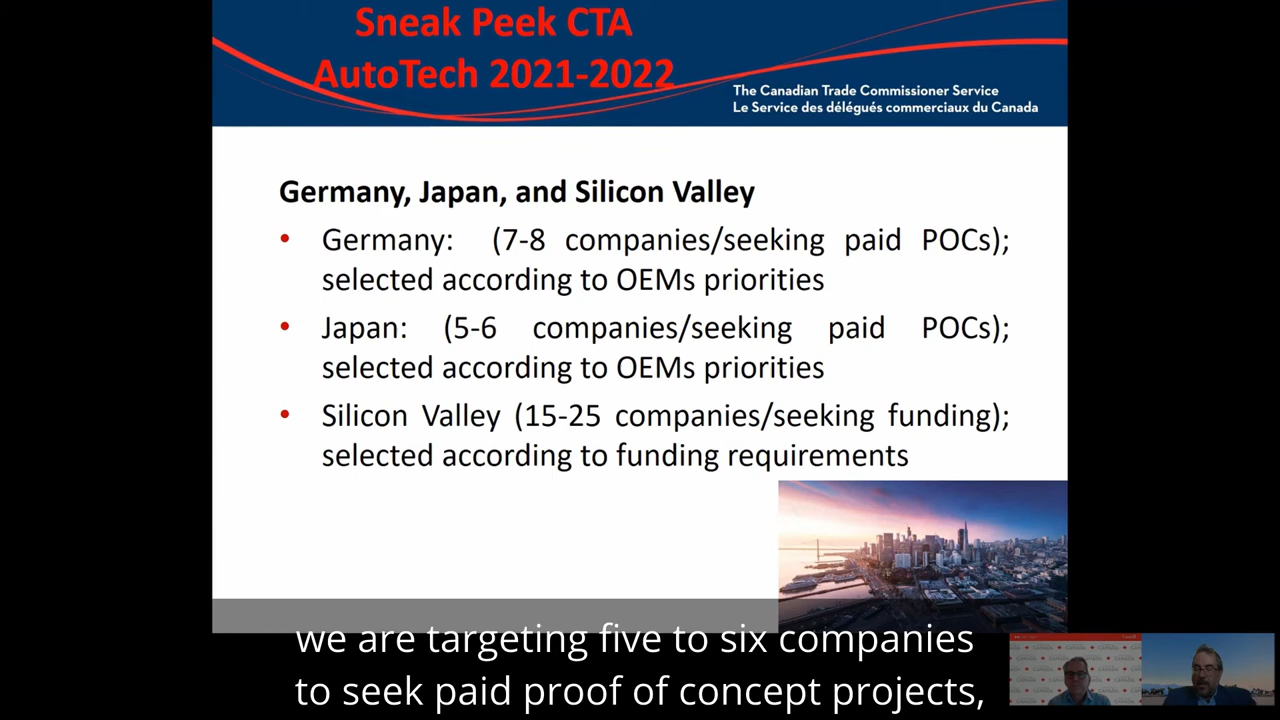 Sneak Peek CTA
AutoTech 2021-2022
The Canadian Trade Commissioner Service
Le Service des délégués commerciaux du Canada
Germany, Japan, and Silicon Valley
• Germany: (7-8 companies/seeking paid POCs);
selected according to OEMs priorities
• Japan: (5-6 companies/seeking paid POCs);
selected according to OEMs priorities
• Silicon Valley (15-25 companies/seeking funding);
selected according to funding requirements
we are targeting five to six companies
to seek paid proof of concept projects,